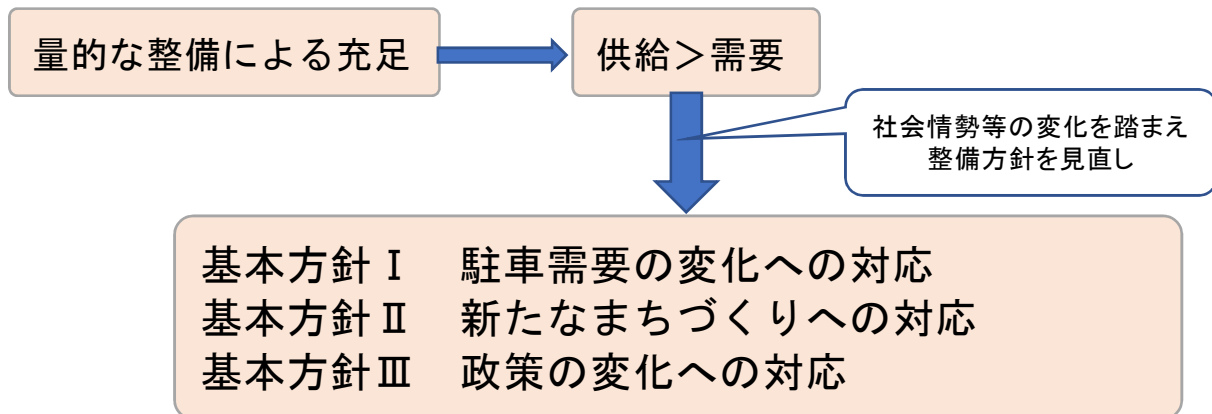 量的な整備による充足
供給＞需要
社会情勢等の変化を踏まえ
整備方針を見直し
基本方針Ⅰ　駐車需要の変化への対応
基本方針Ⅱ　新たなまちづくりへの対応
基本方針Ⅲ　政策の変化への対応